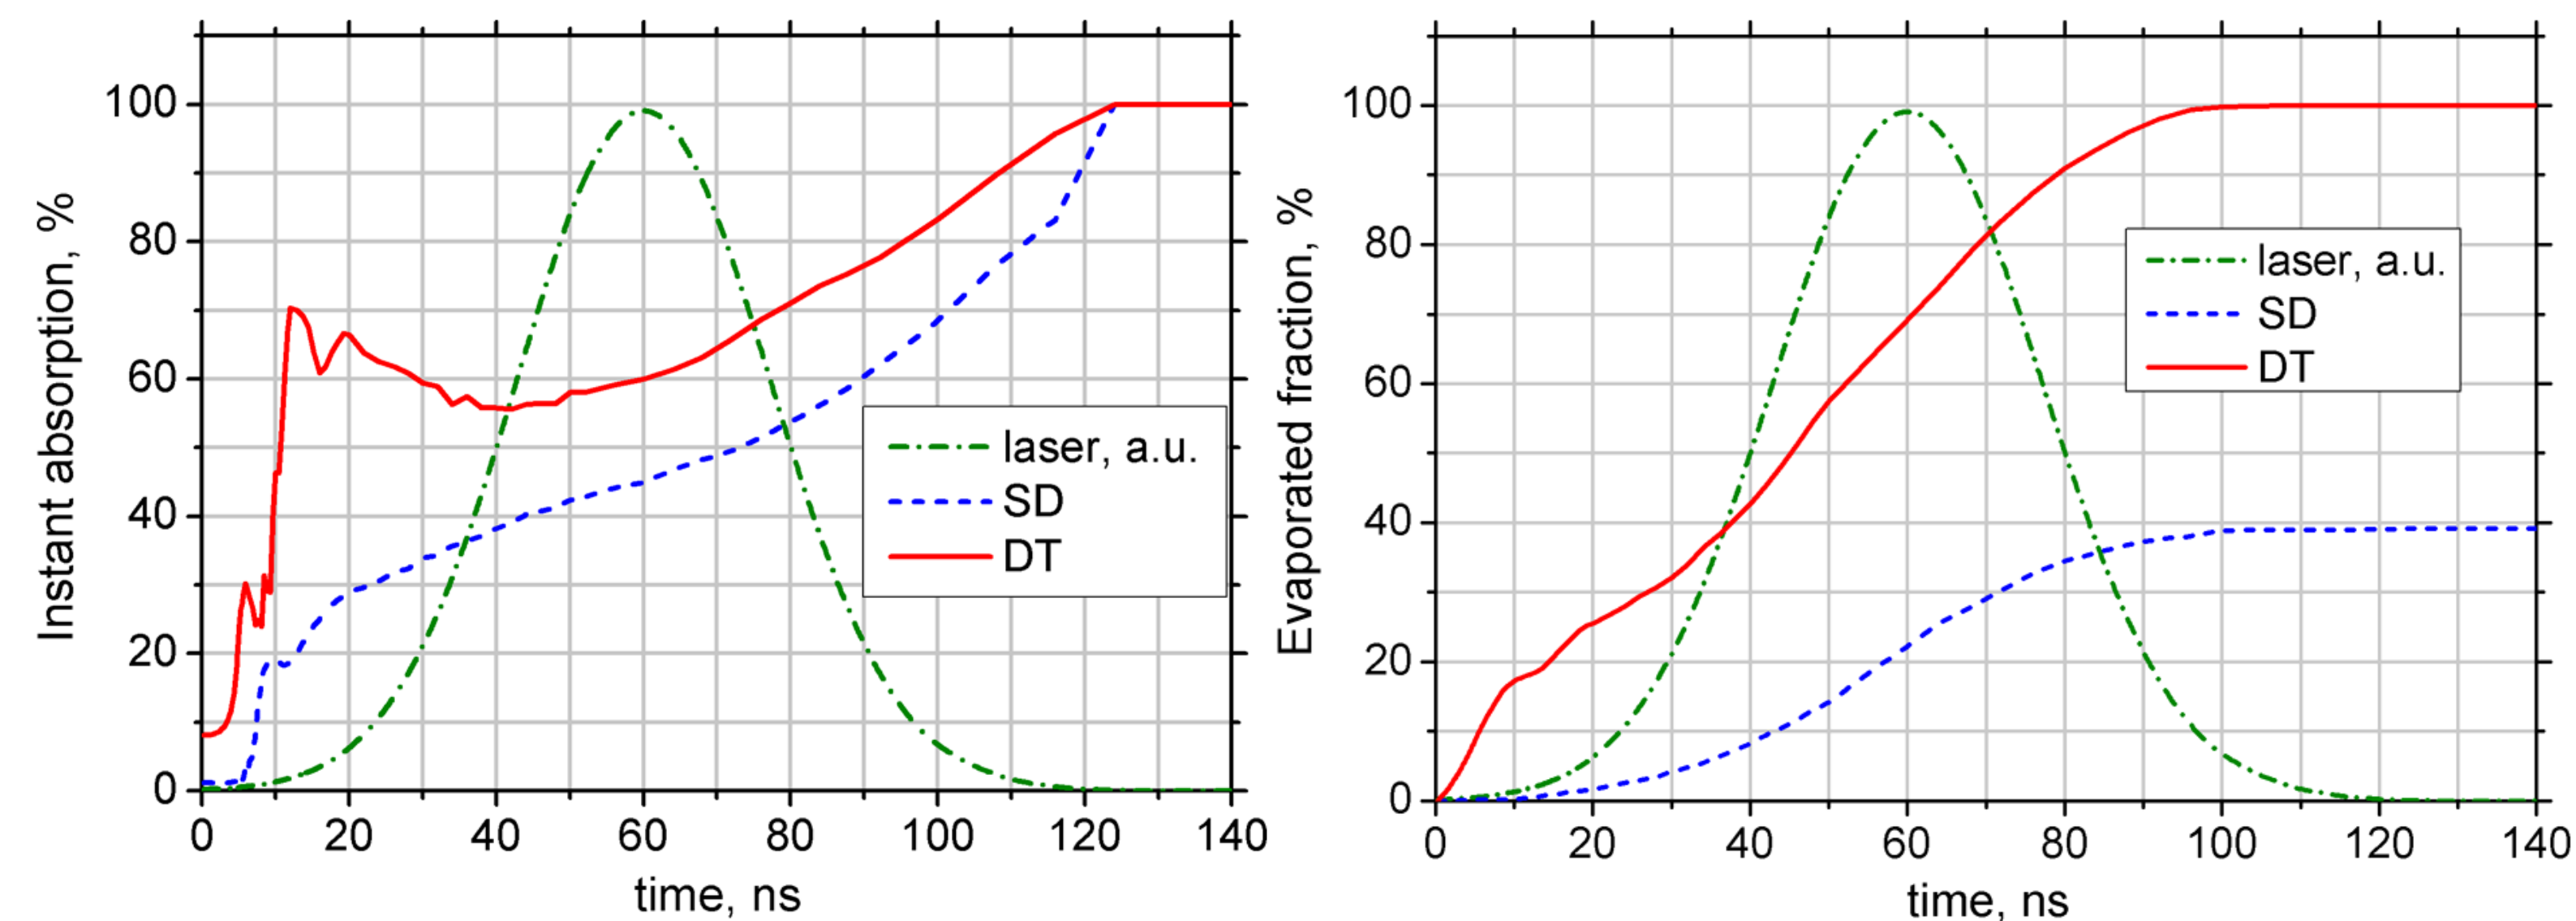 Instant absorption, %
100
80
60
40
20
0
0 20 40 60 80 100 120 140
time, ns
laser, a.u.
SD
DT
Evaporated fraction, %
100
80
60
40
20
0
0 20 40 60 80 100 120 140
time, ns
laser, a.u.
SD
DT